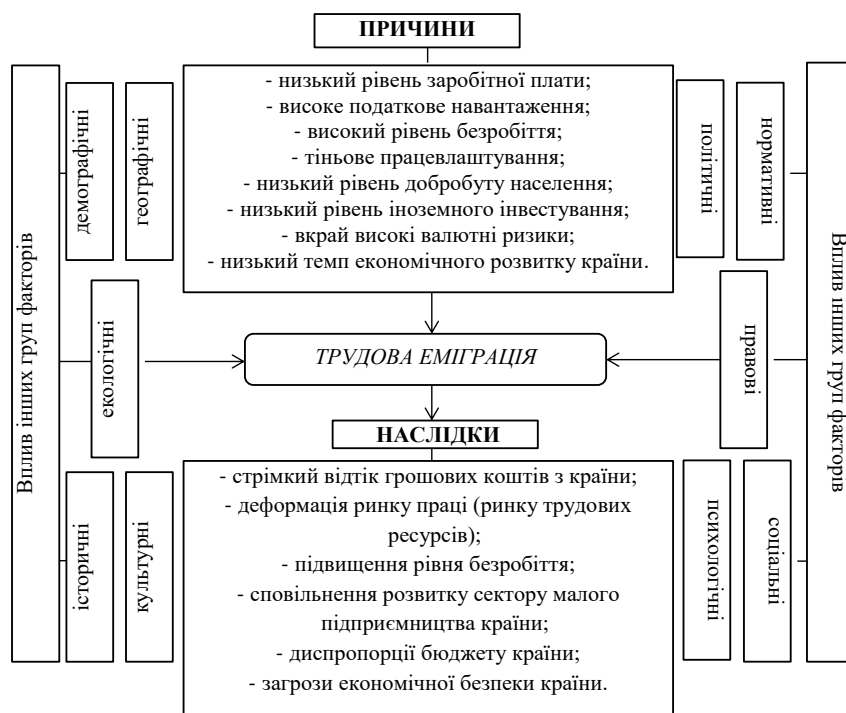 ПРИЧИНИ
Вплив інших груп факторів
демографічні
географічні
- низький рівень заробітної плати;
- високе податкове навантаження;
- високий рівень безробіття;
- тіньове працевлаштування;
- низький рівень добробуту населення;
- низький рівень іноземного інвестування;
- вкрай високі валютні ризики;
- низький темп економічного розвитку країни.
політичні
нормативні
Вплив інших груп факторів
екологічні
ТРУДОВА ЕМІГРАЦІЯ
правові
НАСЛІДКИ
історичні
культурні
- стрімкий відтік грошових коштів з країни;
- деформація ринку праці (ринку трудових
ресурсів);
- підвищення рівня безробіття;
- сповільнення розвитку сектору малого
підприємництва країни;
- диспропорції бюджету країни;
- загрози економічної безпеки країни.
психологічні
соціальні